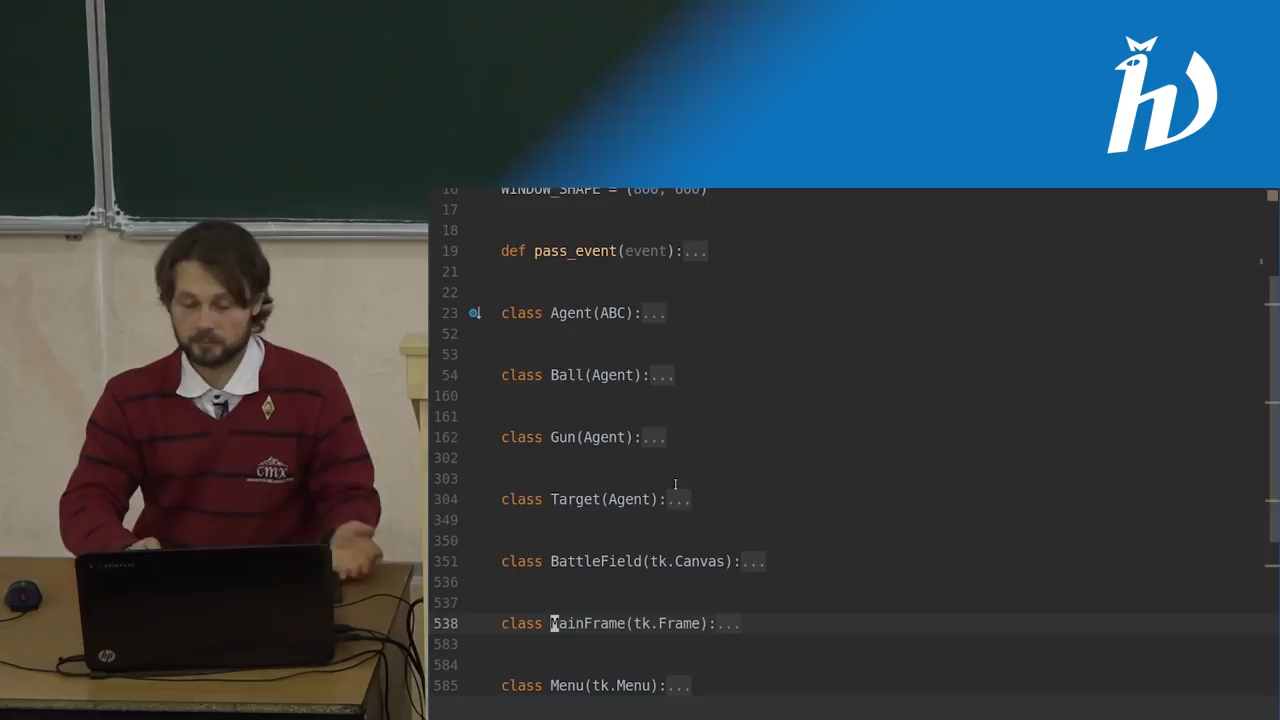 16 WINDOW_SHAPE = (800, 600)
17
18
19 def pass_event(event):...
21
22
23 class Agent(ABC):...
52
53
54 class Ball(Agent):...
160
161
162 class Gun(Agent):...
302
303
304 class Target(Agent):...
349
350
351 class BattleField(tk.Canvas):...
536
537
538 class MainFrame(tk.Frame):...
583
584
585 class Menu(tk.Menu):...
cmx
hp